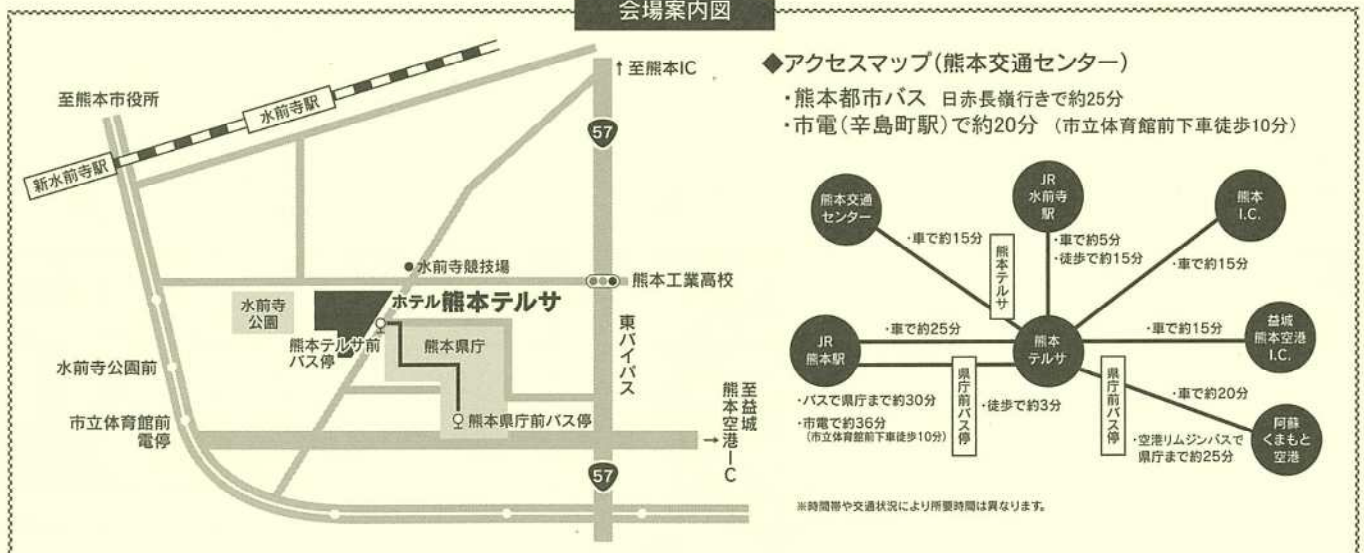 会場案内図
至熊本市役所
水前寺駅
新水前寺駅
↑至熊本IC
57
●水前寺競技場
熊本工業高校
水前寺
公園
ホテル熊本テルサ
熊本テルサ前
バス停
熊本県庁
東バイパス
水前寺公園前
市立体育館前
電停
熊本県庁前バス停
至益城
熊本空港IC
→
57
◆アクセスマップ(熊本交通センター)
・熊本都市バス 日赤長嶺行きで約25分
・市電(辛島町駅)で約20分 (市立体育館前下車徒歩10分)
熊本交通
センター
・車で約15分
熊本テルサ
JR
水前寺
駅
・車で約5分
・徒歩で約15分
熊本
I.C.
・車で約15分
JR
熊本駅
・車で約25分
熊本
テルサ
・車で約15分
益城
熊本空港
I.C.
・バスで県庁まで約30分
・市電で約36分
(市立体育館前下車徒歩10分)
県庁前バス停
・徒歩で約3分
県庁前バス停
・車で約20分
・空港リムジンバスで
県庁まで約25分
阿蘇
くまもと
空港
※時間帯や交通状況により所要時間は異なります。